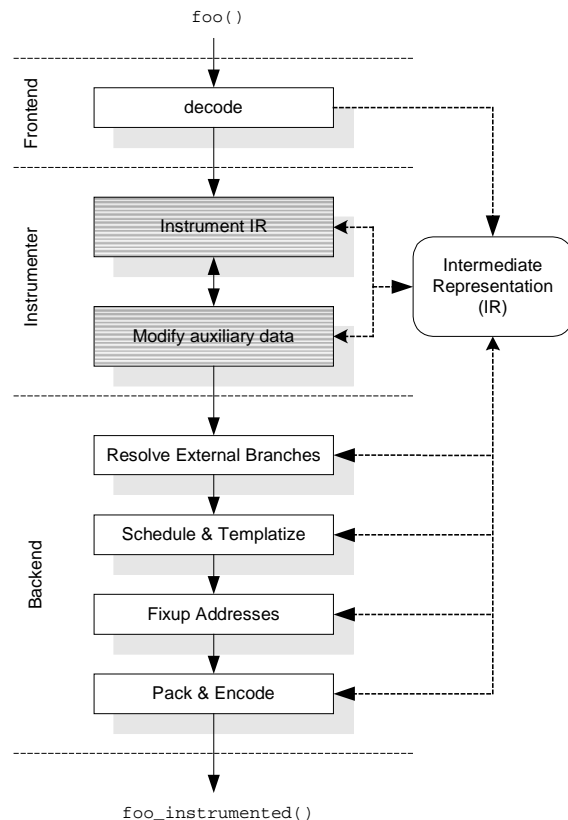 foo()
Frontend
decode
Instrumenter
Instrument IR
Modify auxiliary data
Intermediate
Representation
(IR)
Backend
Resolve External Branches
Schedule & Templatize
Fixup Addresses
Pack & Encode
foo_instrumented()